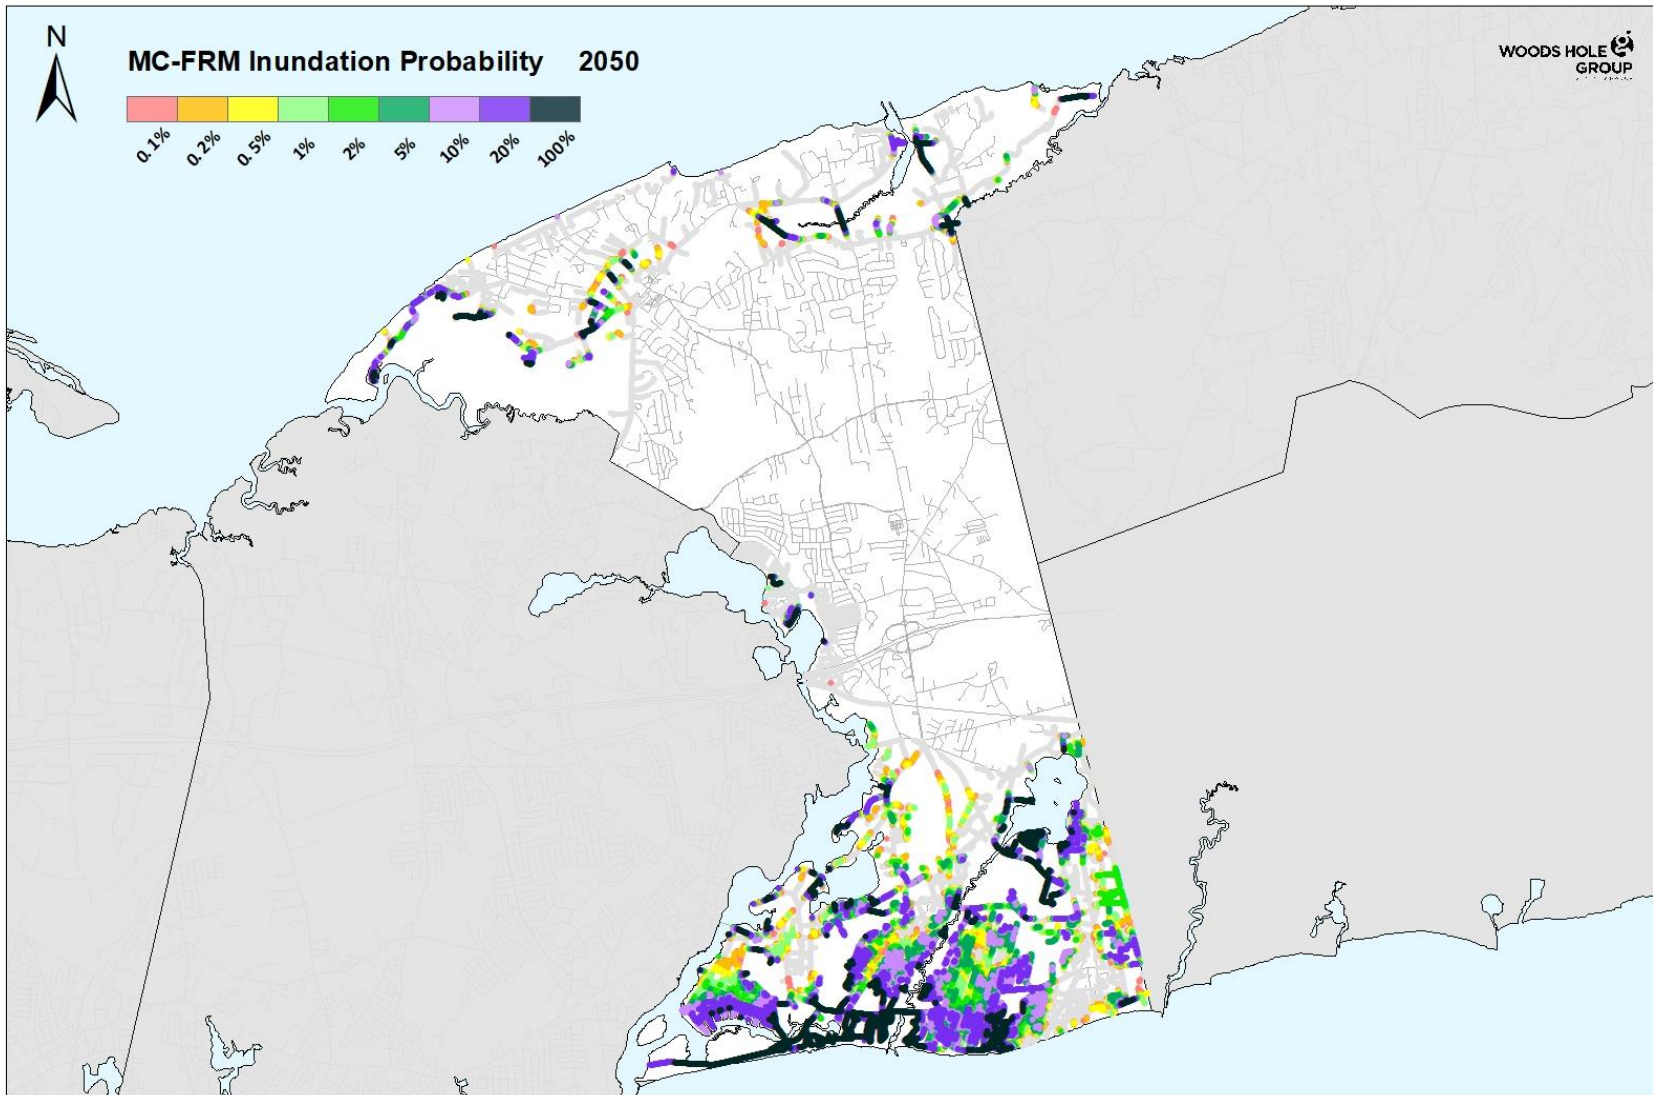 N
MC-FRM Inundation Probability 2050
0.1% 0.2% 0.5% 1% 2% 5% 10% 20% 100%
WOODS HOLE
GROUP